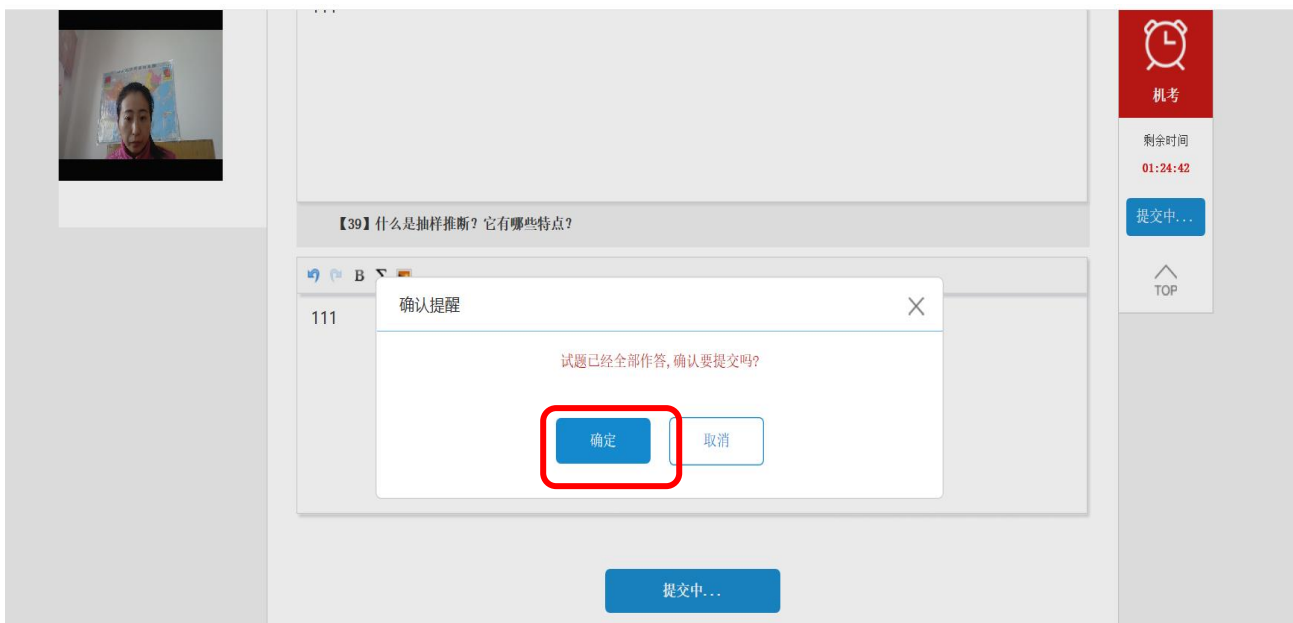 机考
剩余时间
01:24:42
提交中...
TOP
【39】什么是抽样推断？它有哪些特点？
B Σ
111
确认提醒
试题已经全部作答,确认要提交吗?
确定
取消
提交中...